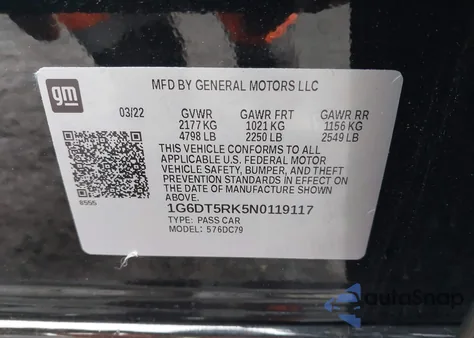 gm
MFD BY GENERAL MOTORS LLC
03/22 GVWR GAWR FRT GAWR RR
2177 KG 1021 KG 1156 KG
4798 LB 2250 LB 2549 LB
THIS VEHICLE CONFORMS TO ALL
APPLICABLE U.S. FEDERAL MOTOR
VEHICLE SAFETY, BUMPER, AND THEFT
PREVENTION STANDARDS IN EFFECT ON
THE DATE OF MANUFACTURE SHOWN
ABOVE.
1G6DT5RK5N0119117
TYPE: PASS CAR
MODEL: 576DC79
autoSnap